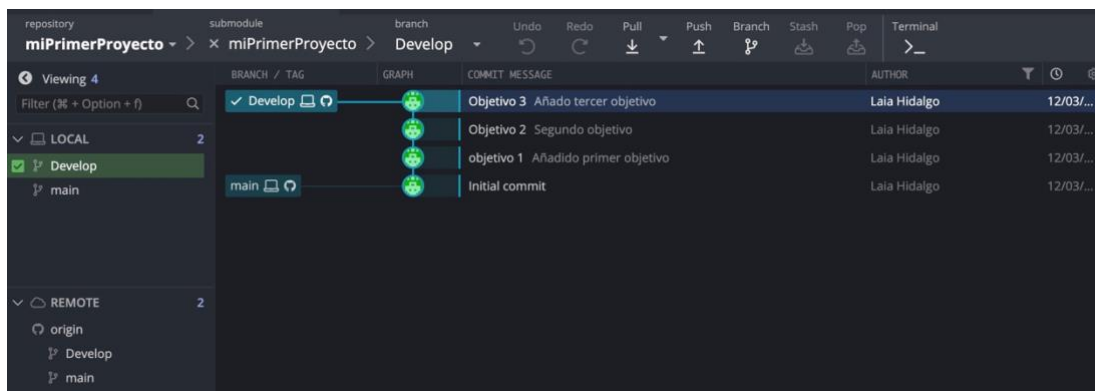 repository submodule branch Undo Redo Pull Push Branch Stash Pop Terminal
miPrimerProyecto miPrimerProyecto Develop
Viewing 4 BRANCH / TAG GRAPH COMMIT MESSAGE AUTHOR
Filter (⌘ + Option + f) Develop Objetivo 3 Añado tercer objetivo Laia Hidalgo 12/03/...
LOCAL 2 Objetivo 2 Segundo objetivo Laia Hidalgo 12/03/...
Develop objetivo 1 Añadido primer objetivo Laia Hidalgo 12/03/...
main main Initial commit Laia Hidalgo 12/03/...
REMOTE 2
origin
Develop
main